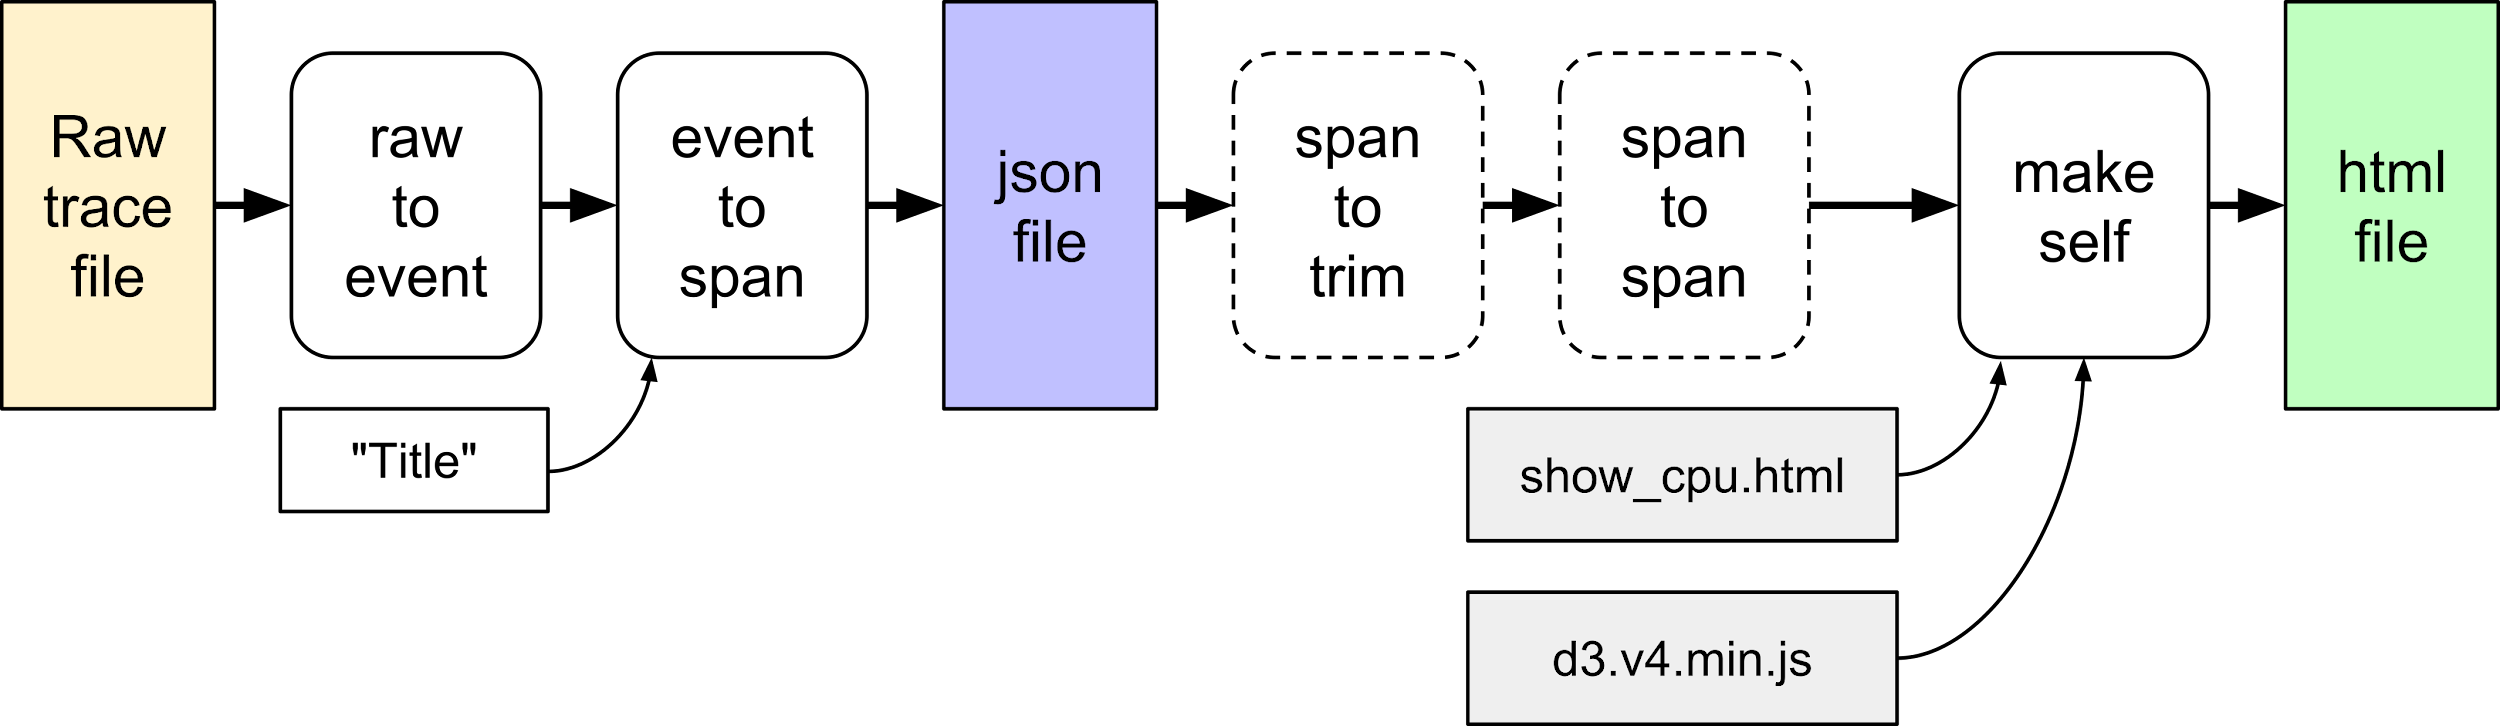 Raw
trace
file
raw
to
event
event
to
span
json
file
span
to
trim
span
to
span
make
self
html
file
"Title"
show_cpu.html
d3.v4.min.js